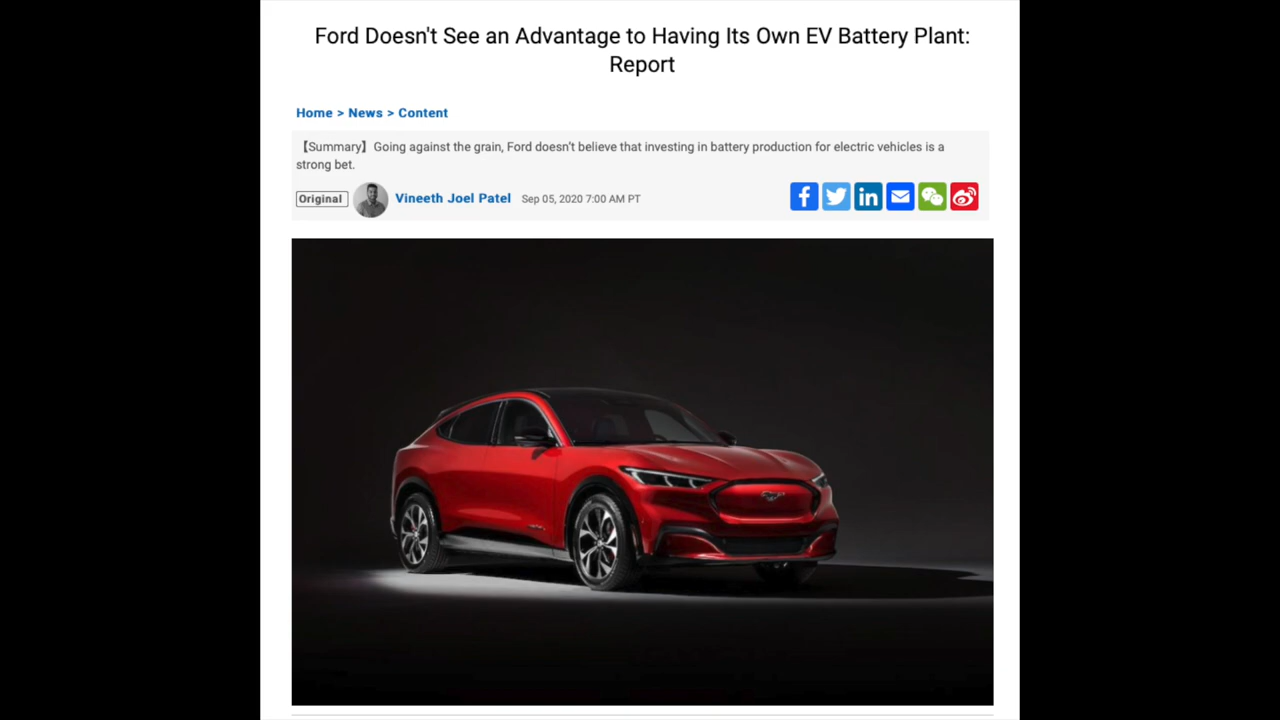 Ford Doesn't See an Advantage to Having Its Own EV Battery Plant:
Report
Home > News > Content
【Summary】Going against the grain, Ford doesn’t believe that investing in battery production for electric vehicles is a
strong bet.
Original Vineeth Joel Patel Sep 05, 2020 7:00 AM PT